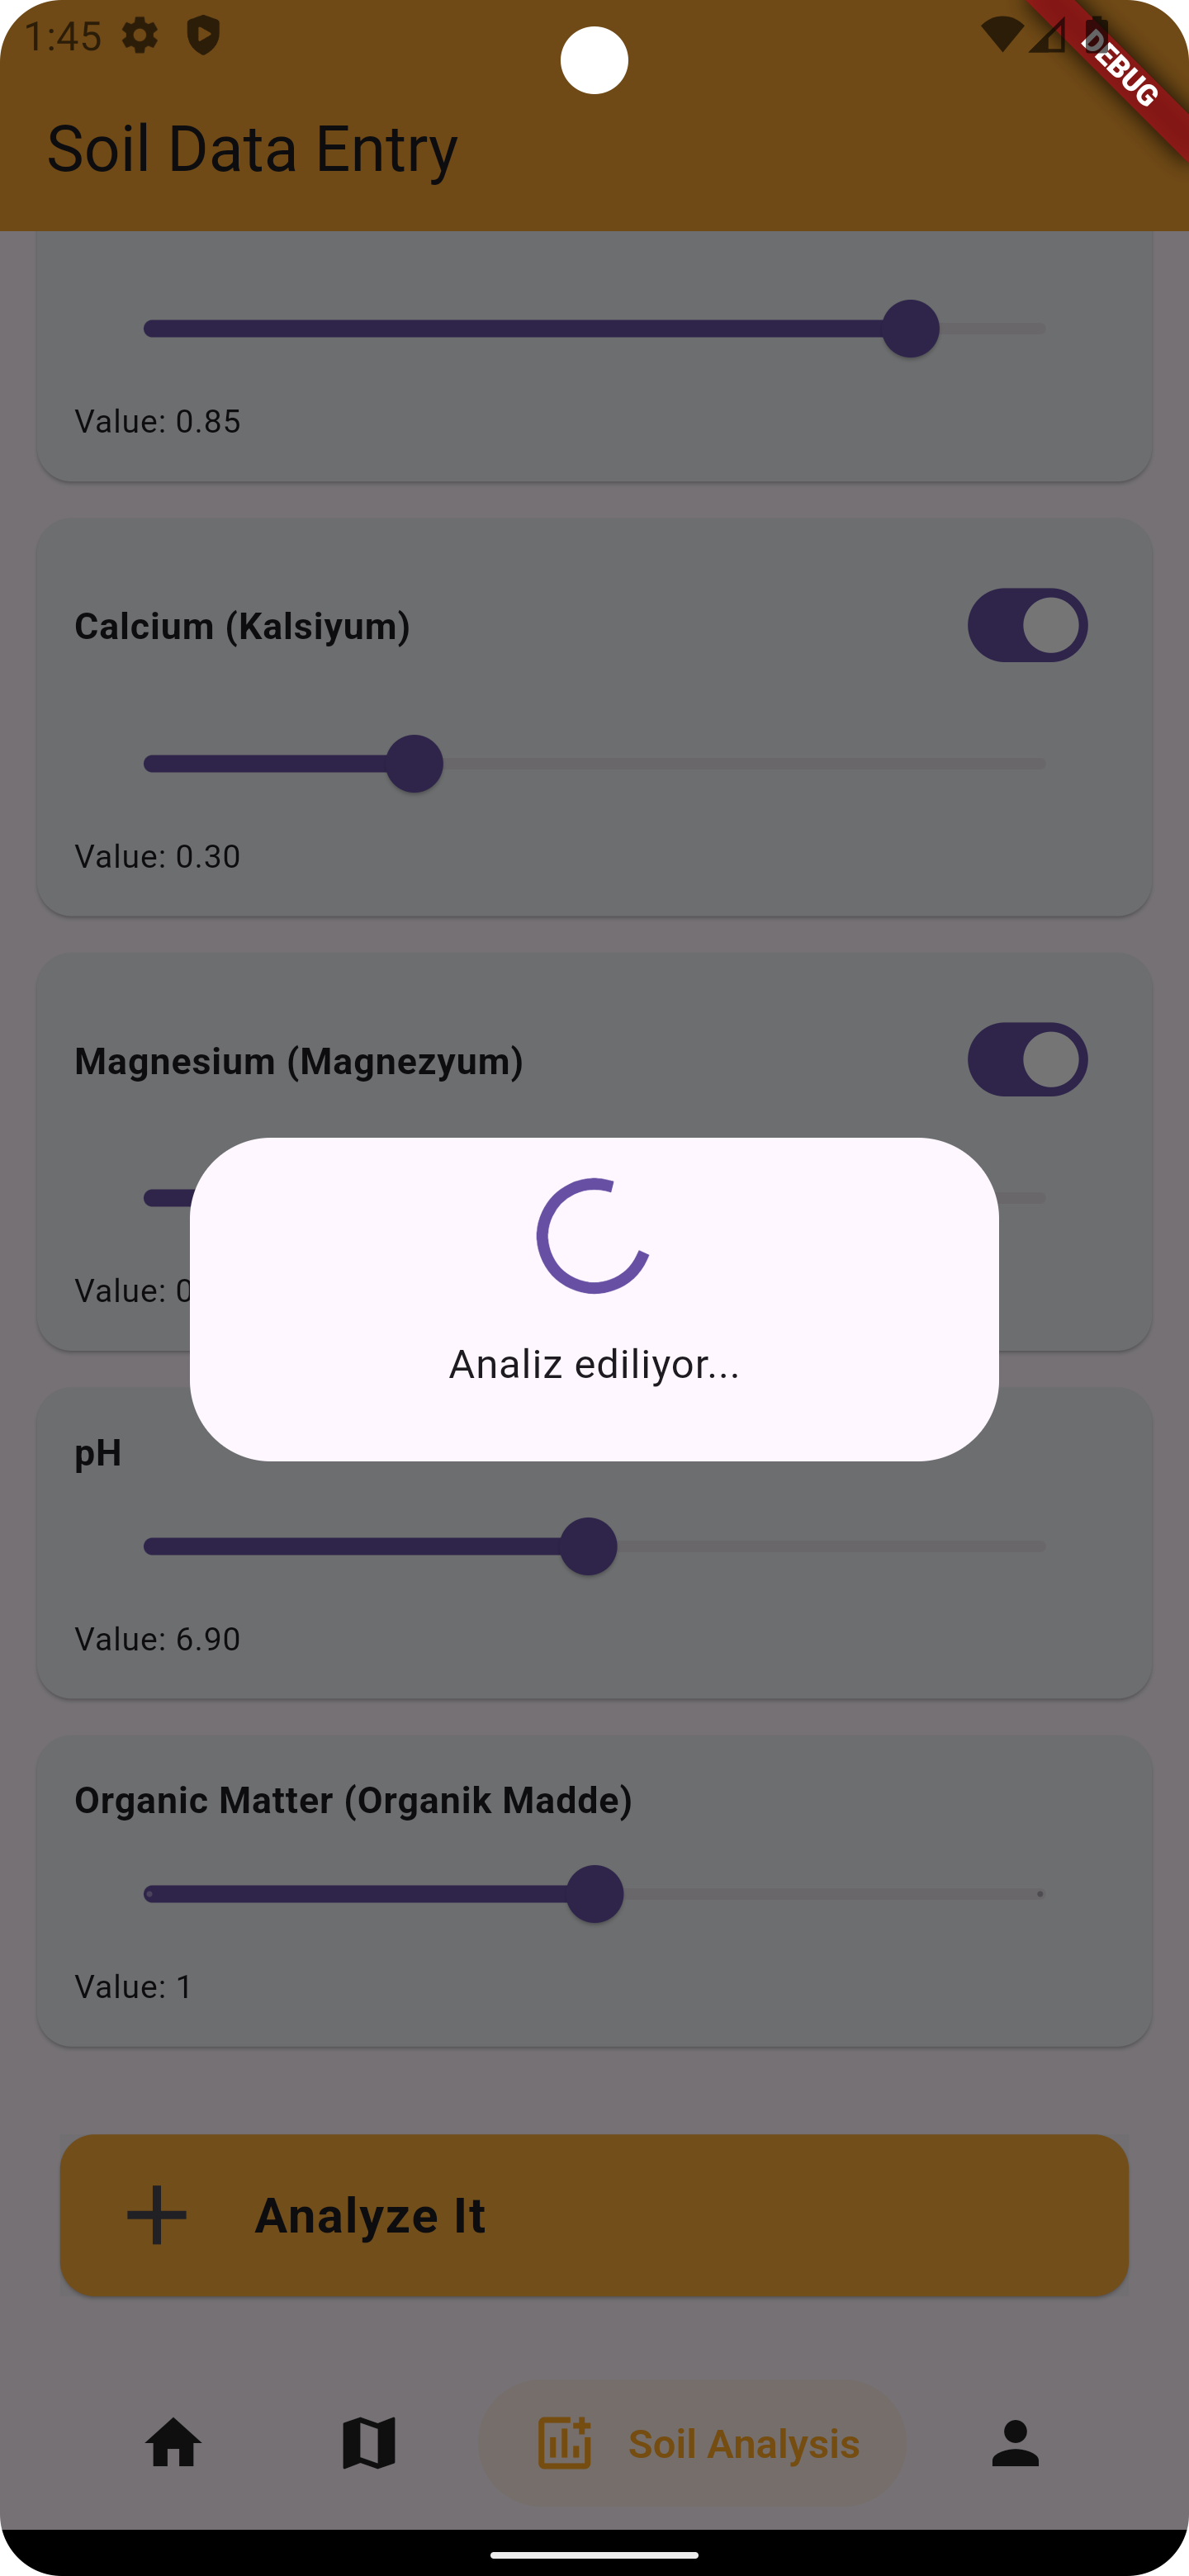 1:45
DEBUG
Soil Data Entry
Value: 0.85
Calcium (Kalsiyum)
Value: 0.30
Magnesium (Magnezyum)
Value: 0
Analiz ediliyor...
pH
Value: 6.90
Organic Matter (Organik Madde)
Value: 1
Analyze It
Soil Analysis